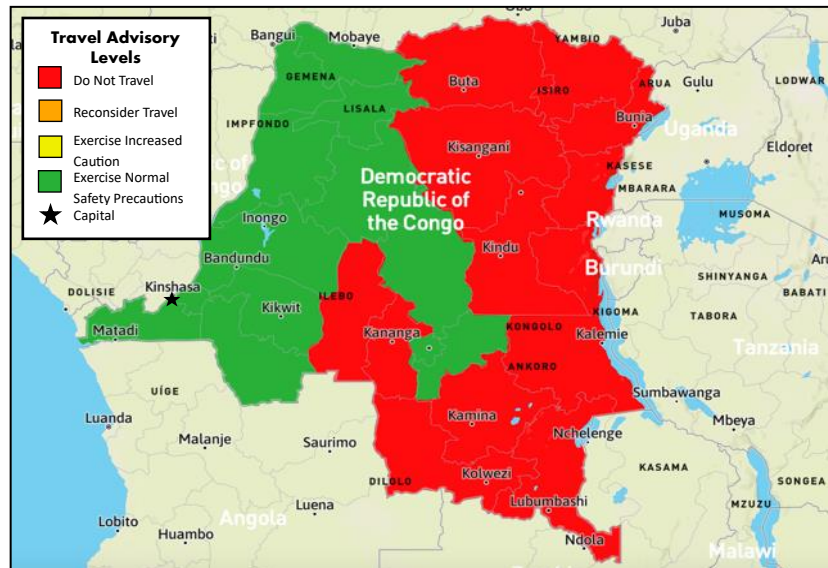 Travel Advisory
Levels
Do Not Travel
Reconsider Travel
Exercise Increased
Caution
Exercise Normal
Safety Precautions
Capital
Bangui
Mobaye
YAMBIO
Juba
GEMENA
Buta
ISIRO
ARUA
Gulu
LODWAR
LISALA
IMPFONDO
Bunia
Uganda
Kisangani
Eldoret
Democratic
Republic of
the Congo
KASESE
MBARARA
Inongo
Rwanda
MUSOMA
Bandundu
Kindu
Burundi
SHINYANGA
Kinshasa
BABATI
DOLISIE
ILEBO
KIGOMA
TABORA
Kikwit
Matadi
Kananga
KONGOLO
Kalemie
Tanzania
ANKORO
UÍGE
Sumbawanga
Luanda
Kamina
Mbeya
Malanje
Saurimo
Nchelenge
KASAMA
Kolwezi
DILOLO
SONGEA
Lubumbashi
MZUZU
Luena
Angola
Lobito
Huambo
Ndola
Malawi